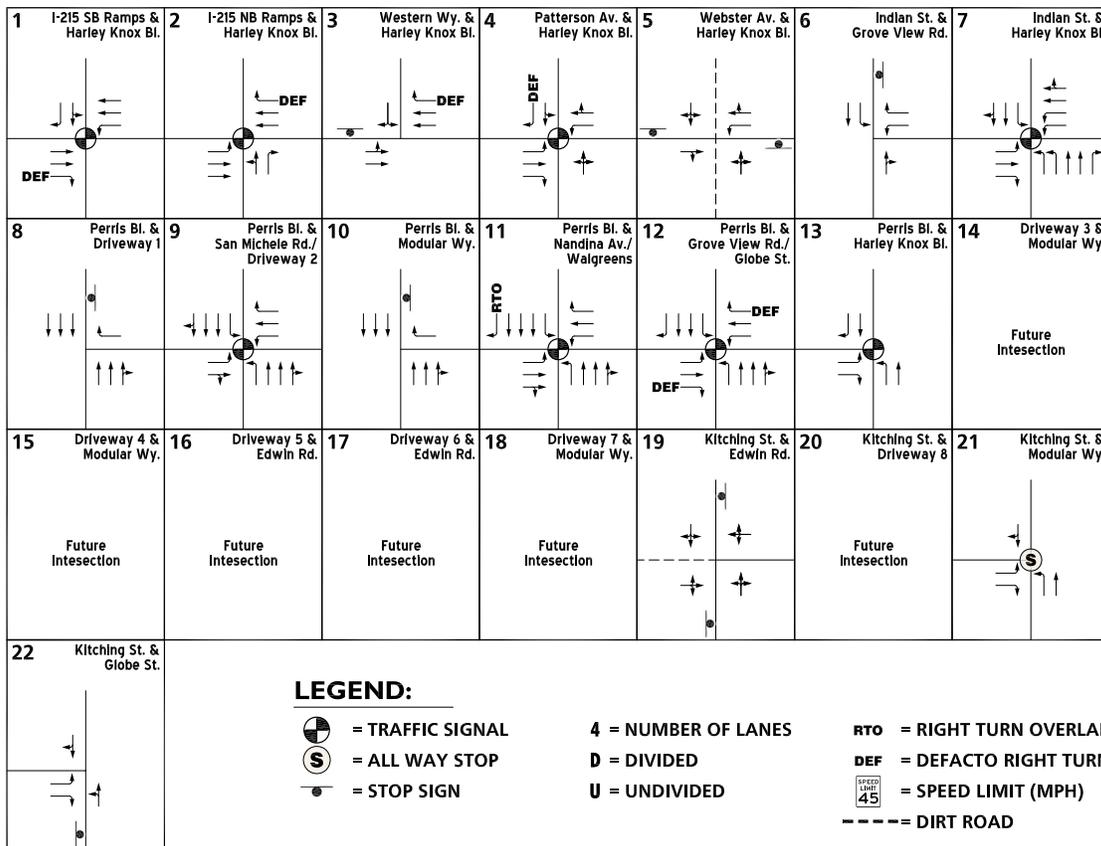 1
I-215 SB Ramps &
Harley Knox Bl.
DEF
2
I-215 NB Ramps &
Harley Knox Bl.
DEF
3
Western Wy. &
Harley Knox Bl.
DEF
4
Patterson Av. &
Harley Knox Bl.
DEF
5
Webster Av. &
Harley Knox Bl.
6
Indian St. &
Grove View Rd.
7
Indian St. &
Harley Knox Bl
8
Perris Bl. &
Driveway 1
9
Perris Bl. &
San Michele Rd./
Driveway 2
10
Perris Bl. &
Modular Wy.
11
Perris Bl. &
Nandina Av./
Walgreens
RTO
12
Perris Bl. &
Grove View Rd./
Globe St.
DEF
DEF
13
Perris Bl. &
Harley Knox Bl.
14
Driveway 3 &
Modular Wy
Future
Intesection
15
Driveway 4 &
Modular Wy.
Future
Intesection
16
Driveway 5 &
Edwin Rd.
Future
Intesection
17
Driveway 6 &
Edwin Rd.
Future
Intesection
18
Driveway 7 &
Modular Wy.
Future
Intesection
19
Kitching St. &
Edwin Rd.
20
Kitching St. &
Driveway 8
Future
Intesection
21
Kitching St. &
Modular Wy
S
22
Kitching St. &
Globe St.
LEGEND:
= TRAFFIC SIGNAL
S = ALL WAY STOP
= STOP SIGN
4 = NUMBER OF LANES
D = DIVIDED
U = UNDIVIDED
RTO = RIGHT TURN OVERLA
DEF = DEFACTO RIGHT TURN
SPEED
LIMIT
45 = SPEED LIMIT (MPH)
= DIRT ROAD